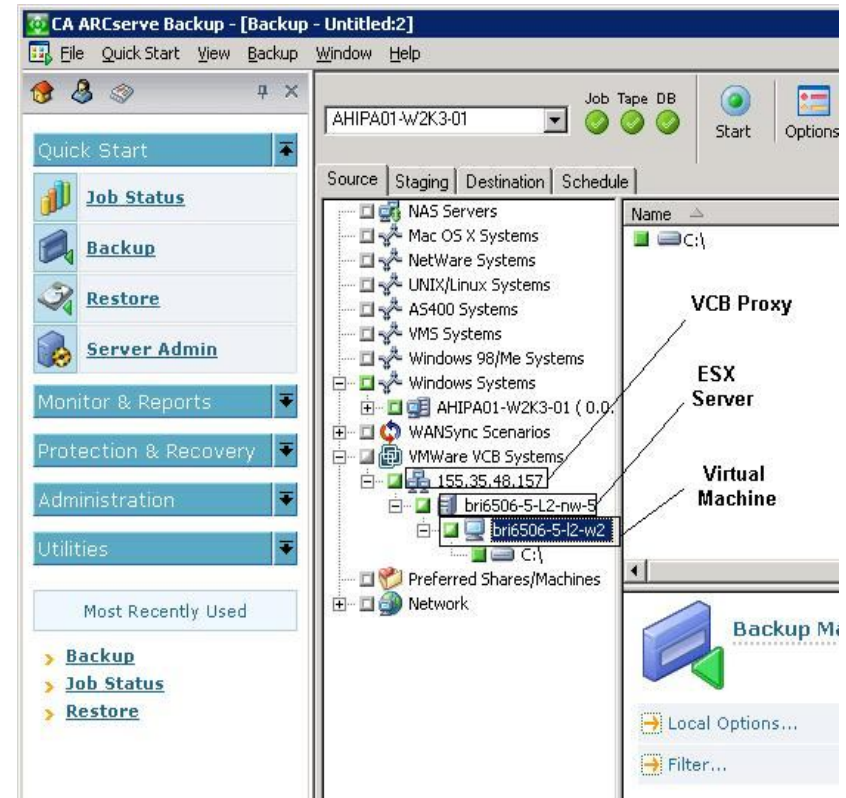 CA ARCserve Backup - [Backup - Untitled:2]
File Quick Start View Backup Window Help
AHIPA01-W2K3-01
Job Tape DB
Start
Options
Quick Start
Job Status
Backup
Restore
Server Admin
Monitor & Reports
Protection & Recovery
Administration
Utilities
Most Recently Used
Backup
Job Status
Restore
Source Staging Destination Schedule
NAS Servers
Mac OS X Systems
NetWare Systems
UNIX/Linux Systems
AS400 Systems
VMS Systems
Windows 98/Me Systems
Windows Systems
AHIPA01-W2K3-01 ( 0.0.
WANSync Scenarios
VMWare VCB Systems
155.35.48.157
bri6506-5-L2-nw-5
bri6506-5-l2-w2
C:\
Preferred Shares/Machines
Network
Name
C:\
VCB Proxy
ESX
Server
Virtual
Machine
Backup Ma
Local Options...
Filter...